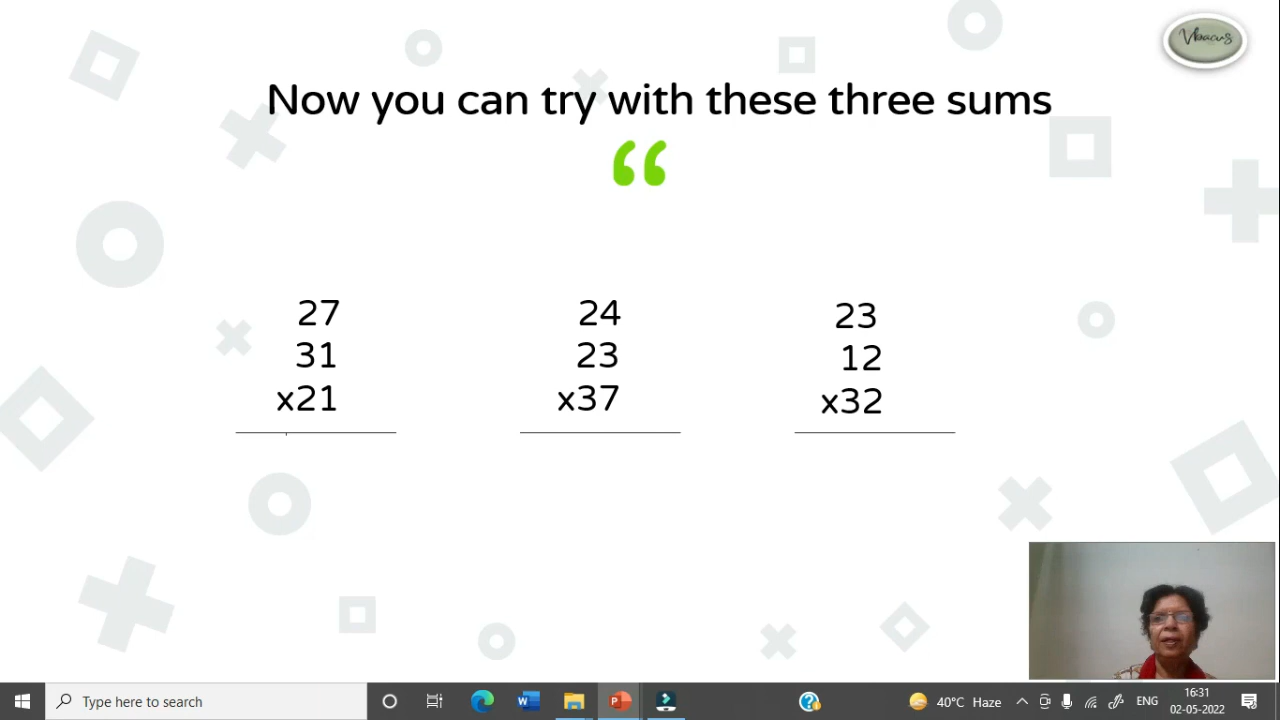 Vbacus
Now you can try with these three sums
“
27
31
x21
24
23
x37
23
12
x32
Type here to search
40°C Haze
ENG
16:31
02-05-2022